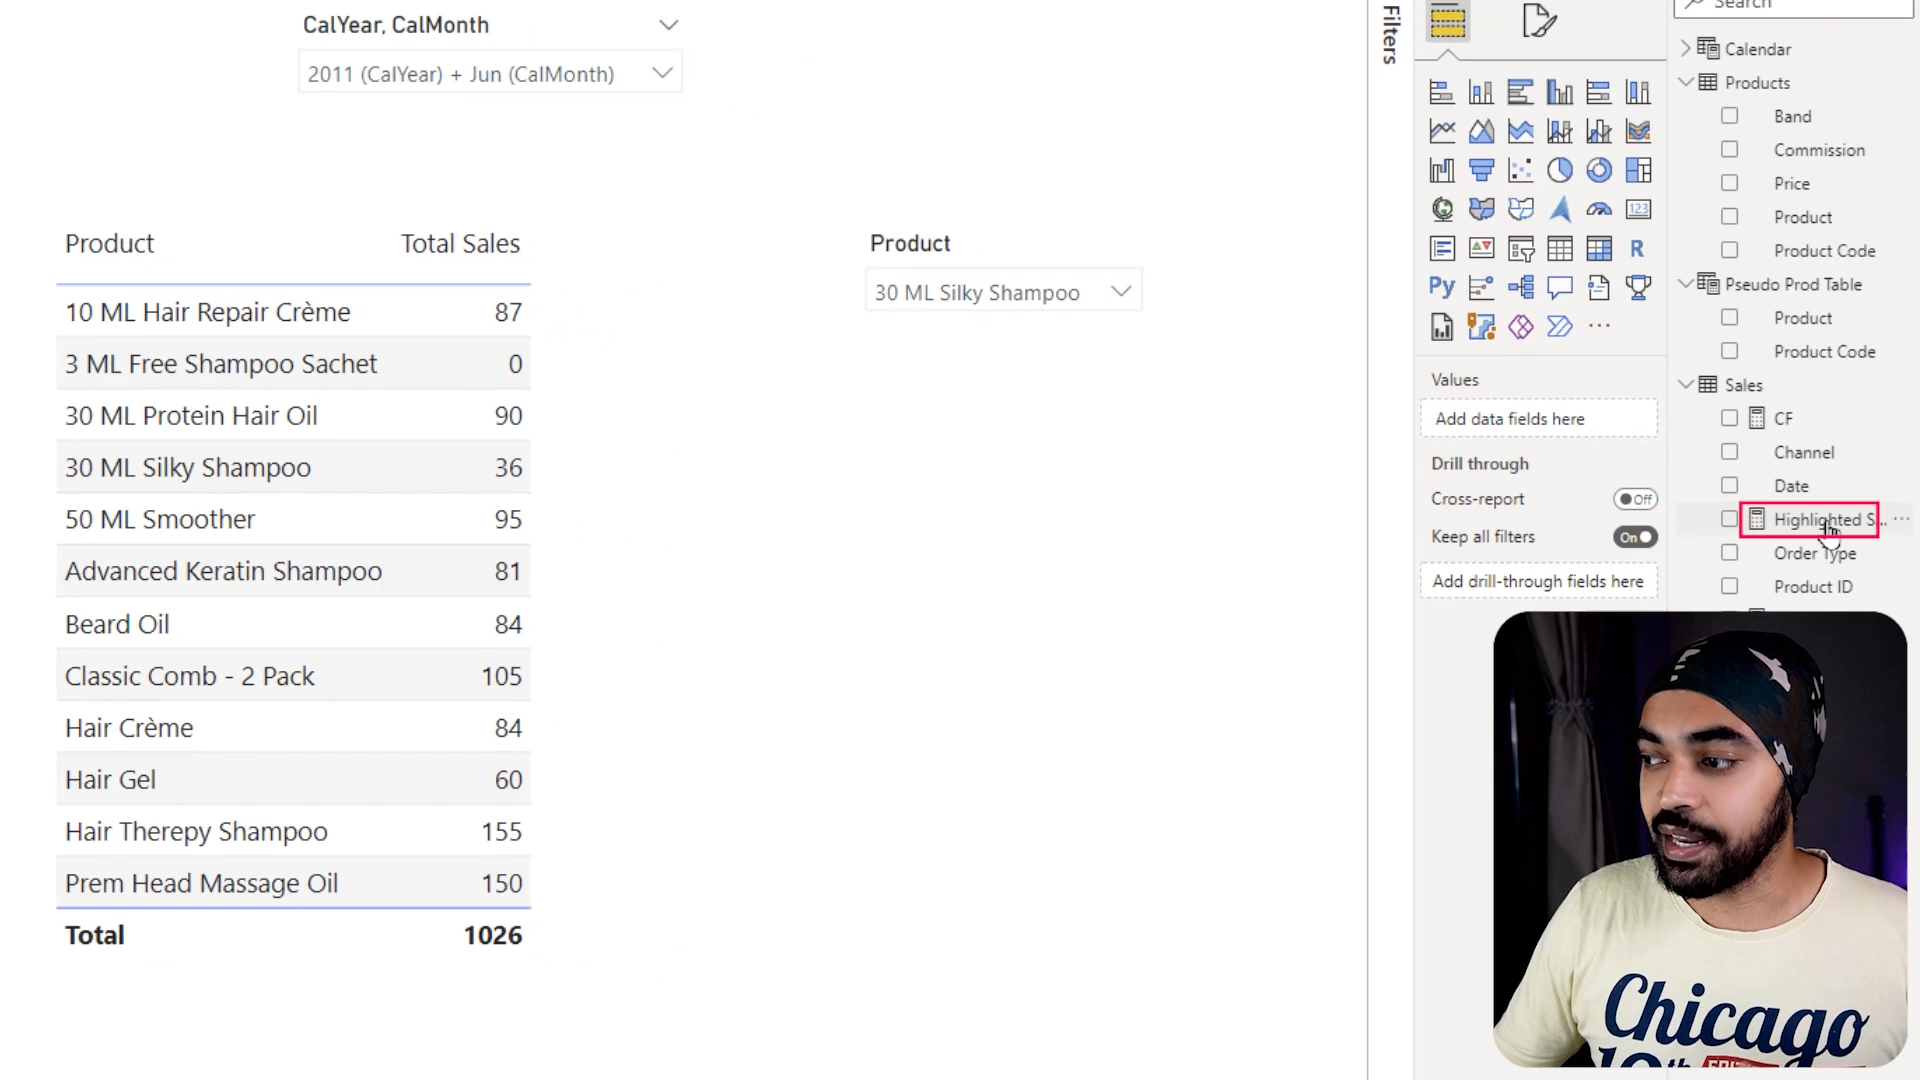 CalYear, CalMonth
2011 (CalYear) + Jun (CalMonth)
Product Total Sales
10 ML Hair Repair Crème 87
3 ML Free Shampoo Sachet 0
30 ML Protein Hair Oil 90
30 ML Silky Shampoo 36
50 ML Smoother 95
Advanced Keratin Shampoo 81
Beard Oil 84
Classic Comb - 2 Pack 105
Hair Crème 84
Hair Gel 60
Hair Therepy Shampoo 155
Prem Head Massage Oil 150
Total 1026
Product
30 ML Silky Shampoo
Filters
123
R
Py
Values
Add data fields here
Drill through
Cross-report Off
Keep all filters On
Add drill-through fields here
Search
Calendar
Products
Band
Commission
Price
Product
Product Code
Pseudo Prod Table
Product
Product Code
Sales
CF
Channel
Date
Highlighted S...
Order Type
Product ID
Chicago